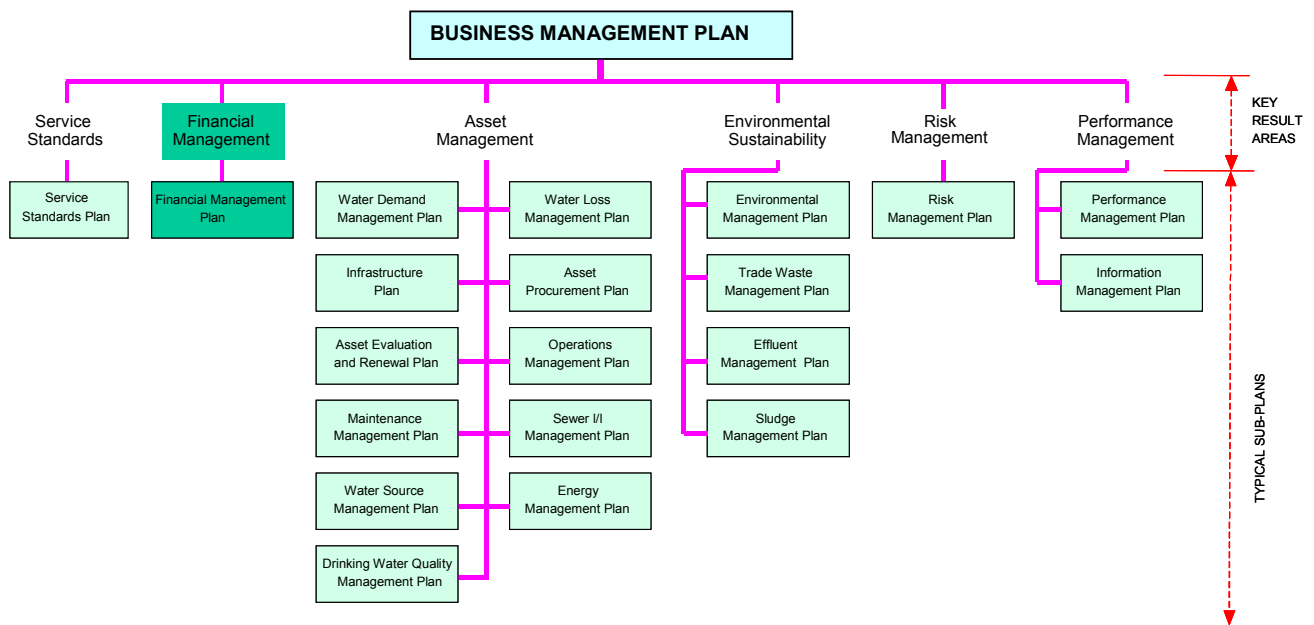 BUSINESS MANAGEMENT PLAN
KEY
RESULT
AREAS
Service
Standards
Financial
Management
Asset
Management
Environmental
Sustainability
Risk
Management
Performance
Management
Service
Standards Plan
Financial Management
Plan
Water Demand
Management Plan
Water Loss
Management Plan
Environmental
Management Plan
Risk
Management Plan
Performance
Management Plan
Infrastructure
Plan
Asset
Procurement Plan
Trade Waste
Management Plan
Information
Management Plan
Asset Evaluation
and Renewal Plan
Operations
Management Plan
Effluent
Management Plan
Maintenance
Management Plan
Sewer I/I
Management Plan
Sludge
Management Plan
Water Source
Management Plan
Energy
Management Plan
Drinking Water Quality
Management Plan
TYPICAL SUB-PLANS